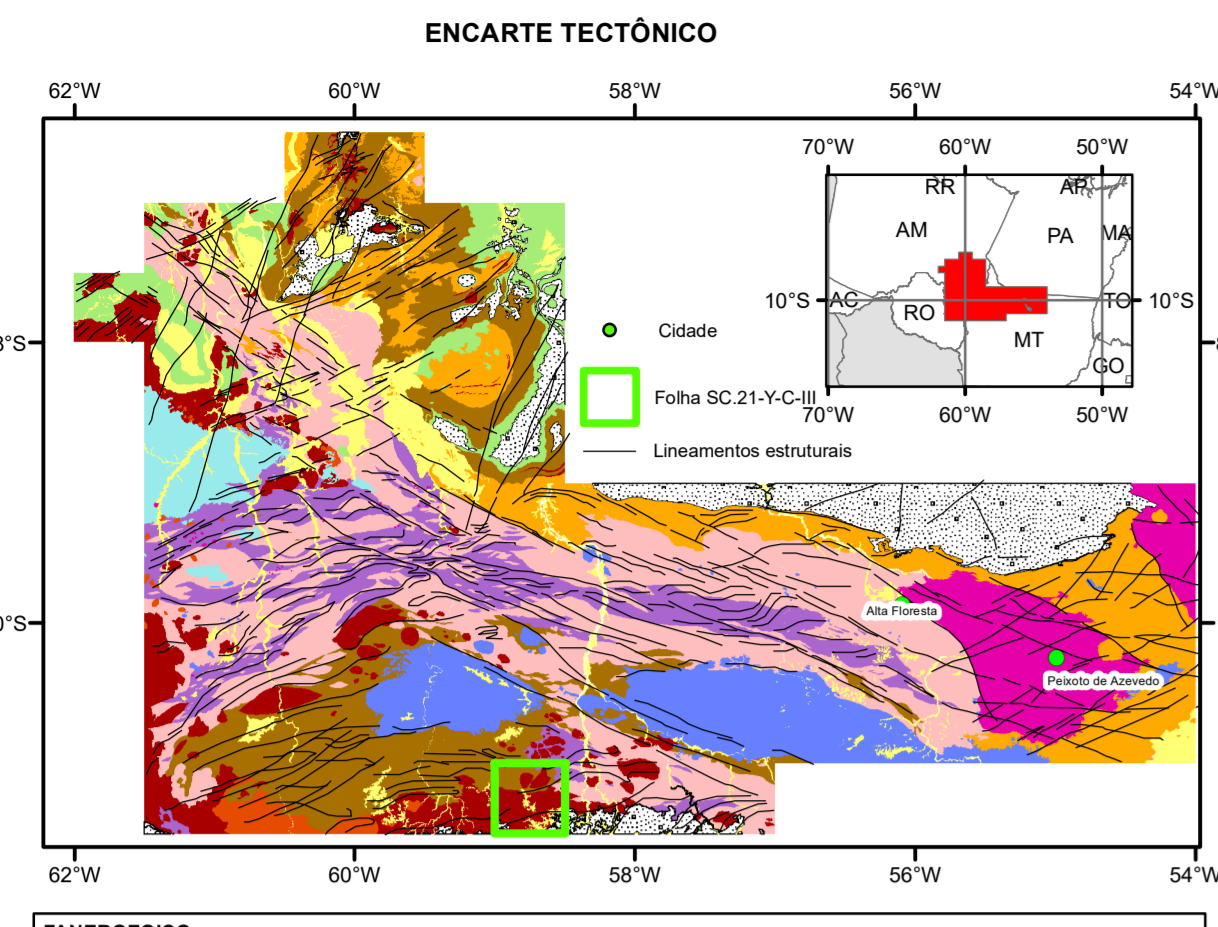 ENCARTE TECTÔNICO
62°W 60°W 58°W 56°W 54°W
70°W 60°W 50°W
RR AP
AM PA MA
10°S AC RO TO 10°S
MT
GO
70°W 60°W 50°W
Cidade
8°S
Folha SC.21-Y-C-III
Lineamentos estruturais
Alta Floresta
0°S
Peixoto de Azevedo
62°W 60°W 58°W 56°W 54°W